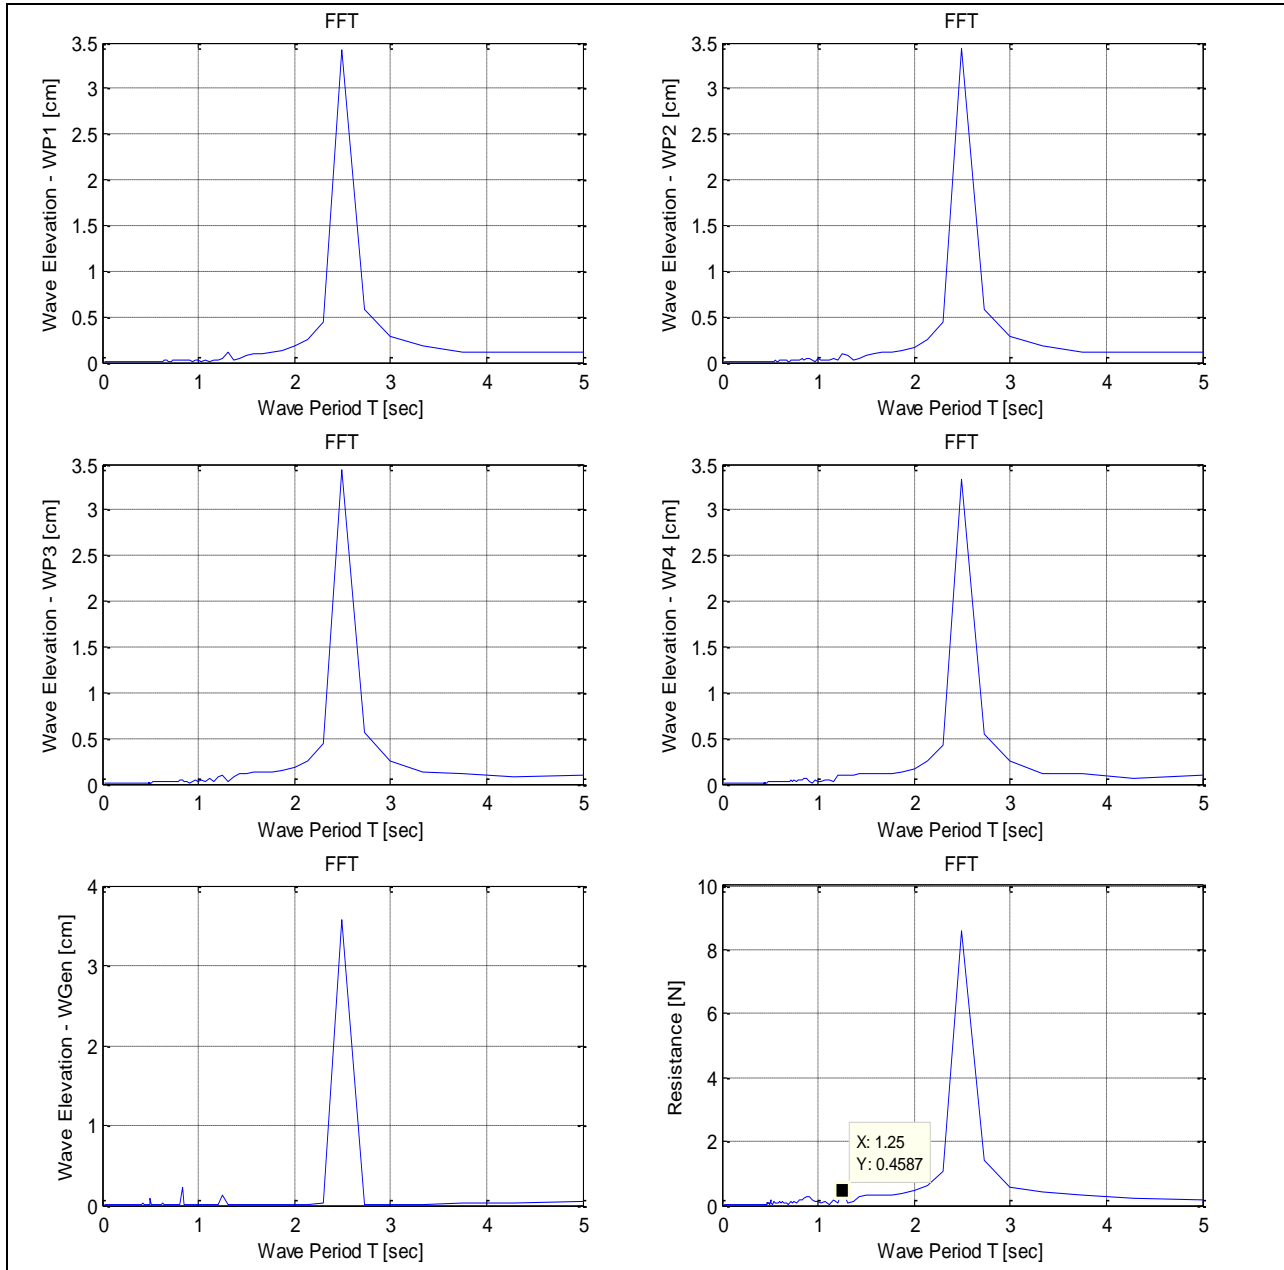 FFT
3.5
3
2.5
2
1.5
1
0.5
0
Wave Elevation - WP1 [cm]
0 1 2 3 4 5
Wave Period T [sec]
FFT
3.5
3
2.5
2
1.5
1
0.5
0
Wave Elevation - WP2 [cm]
0 1 2 3 4 5
Wave Period T [sec]
FFT
3.5
3
2.5
2
1.5
1
0.5
0
Wave Elevation - WP3 [cm]
0 1 2 3 4 5
Wave Period T [sec]
FFT
3.5
3
2.5
2
1.5
1
0.5
0
Wave Elevation - WP4 [cm]
0 1 2 3 4 5
Wave Period T [sec]
FFT
4
3
2
1
0
Wave Elevation - WGen [cm]
0 1 2 3 4 5
Wave Period T [sec]
FFT
10
8
6
4
2
0
Resistance [N]
X: 1.25
Y: 0.4587
0 1 2 3 4 5
Wave Period T [sec]